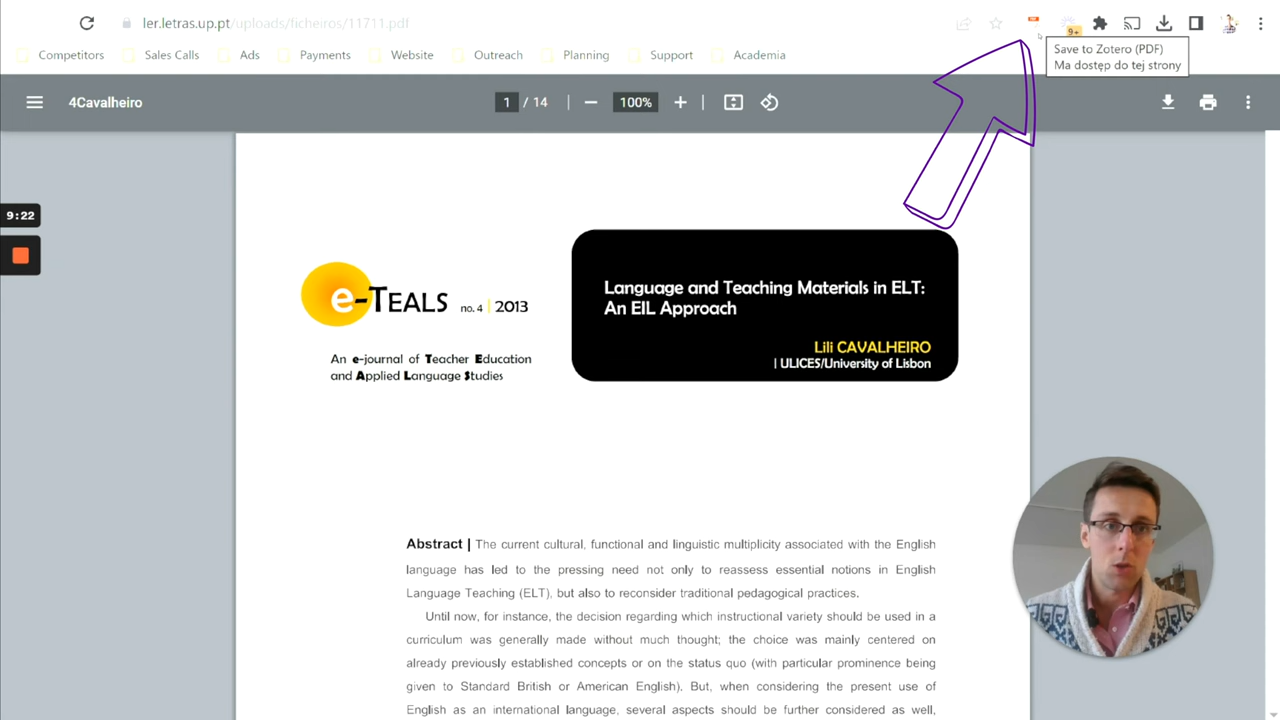 ler.letras.up.pt/uploads/ficheiros/11711.pdf
9+
Save to Zotero (PDF)
Ma dostęp do tej strony
Competitors Sales Calls Ads Payments Website Outreach Planning Support Academia
4Cavalheiro 1 / 14 100%
9:22
e-TEALS no. 4 | 2013
An e-journal of Teacher Education
and Applied Language Studies
Language and Teaching Materials in ELT:
An EIL Approach
Lili CAVALHEIRO
| ULICES/University of Lisbon
Abstract | The current cultural, functional and linguistic multiplicity associated with the English
language has led to the pressing need not only to reassess essential notions in English
Language Teaching (ELT), but also to reconsider traditional pedagogical practices.
Until now, for instance, the decision regarding which instructional variety should be used in a
curriculum was generally made without much thought; the choice was mainly centered on
already previously established concepts or on the status quo (with particular prominence being
given to Standard British or American English). But, when considering the present use of
English as an international language, several aspects should be further considered as well,